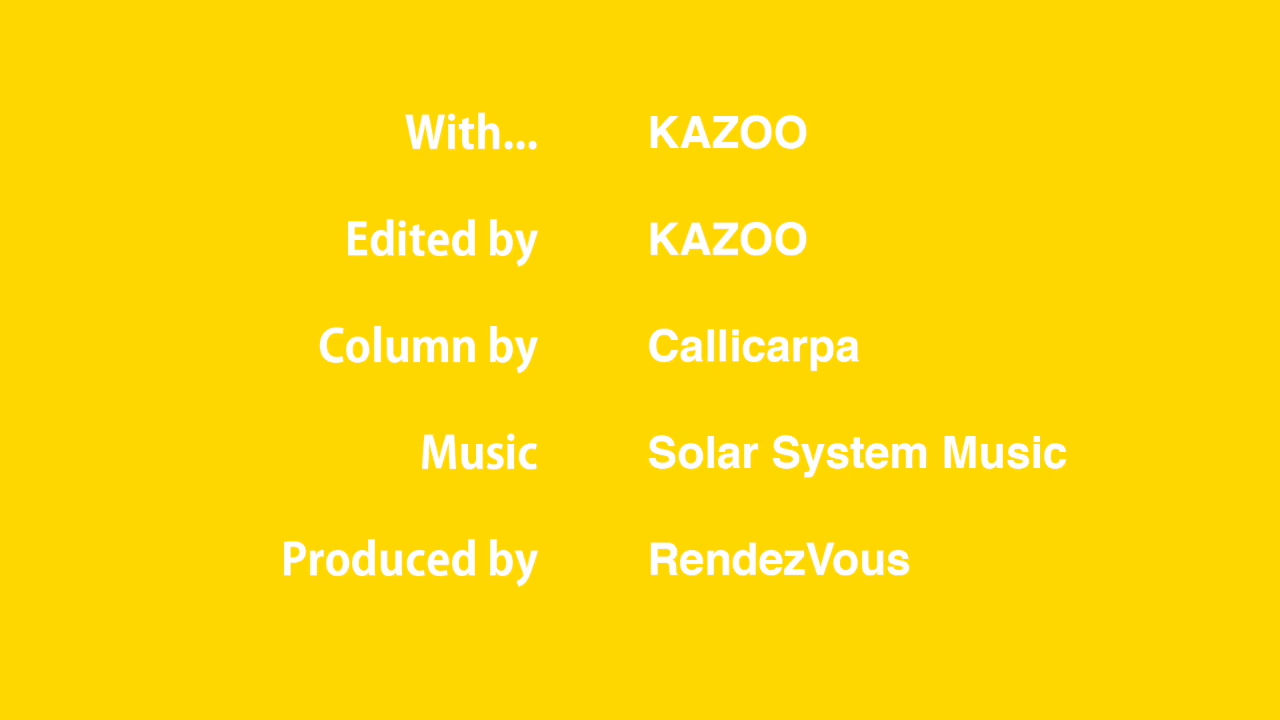 With... KAZOO
Edited by KAZOO
Column by Callicarpa
Music Solar System Music
Produced by RendezVous